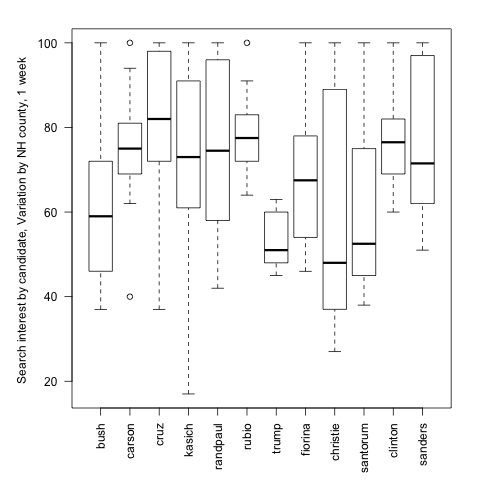 Search interest by candidate, Variation by NH county, 1 week
100
80
60
40
20
bush
carson
cruz
kasich
randpaul
rubio
trump
fiorina
christie
santorum
clinton
sanders